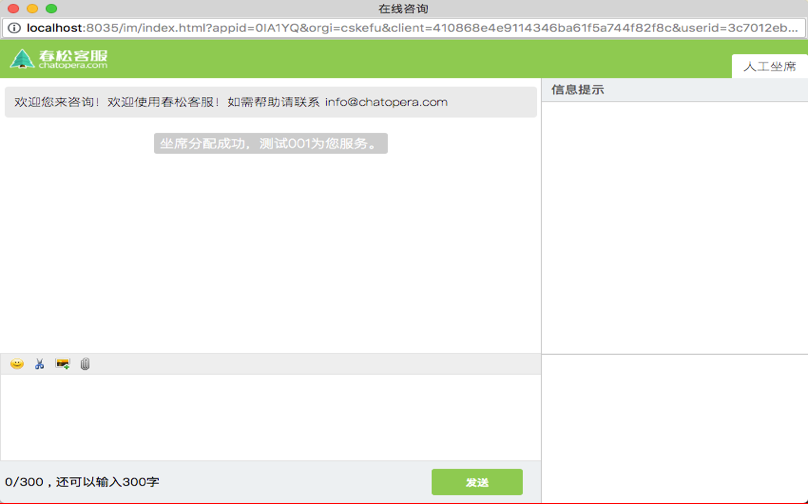 在线咨询
localhost:8035/im/index.html?appid=0IA1YQ&orgi=cskefu&client=410868e4e9114346ba61f5a744f82f8c&userid=3c7012eb...
春松客服
chatopera.com
人工坐席
欢迎您来咨询！欢迎使用春松客服！如需帮助请联系 info@chatopera.com
信息提示
坐席分配成功，测试001为您服务。
0/300，还可以输入300字
发送